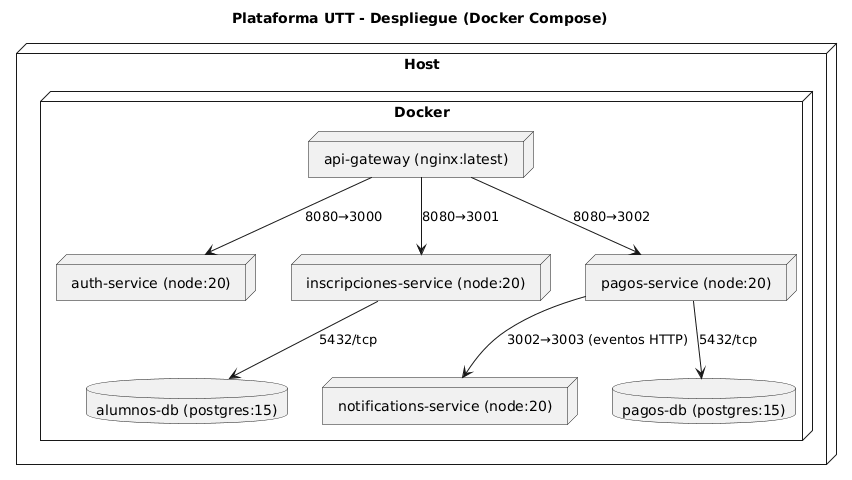 Plataforma UTT - Despliegue (Docker Compose)
Host
Docker
api-gateway (nginx:latest)
8080→3000
8080→3001
8080→3002
auth-service (node:20)
inscripciones-service (node:20)
pagos-service (node:20)
5432/tcp
3002→3003 (eventos HTTP)
5432/tcp
alumnos-db (postgres:15)
notifications-service (node:20)
pagos-db (postgres:15)